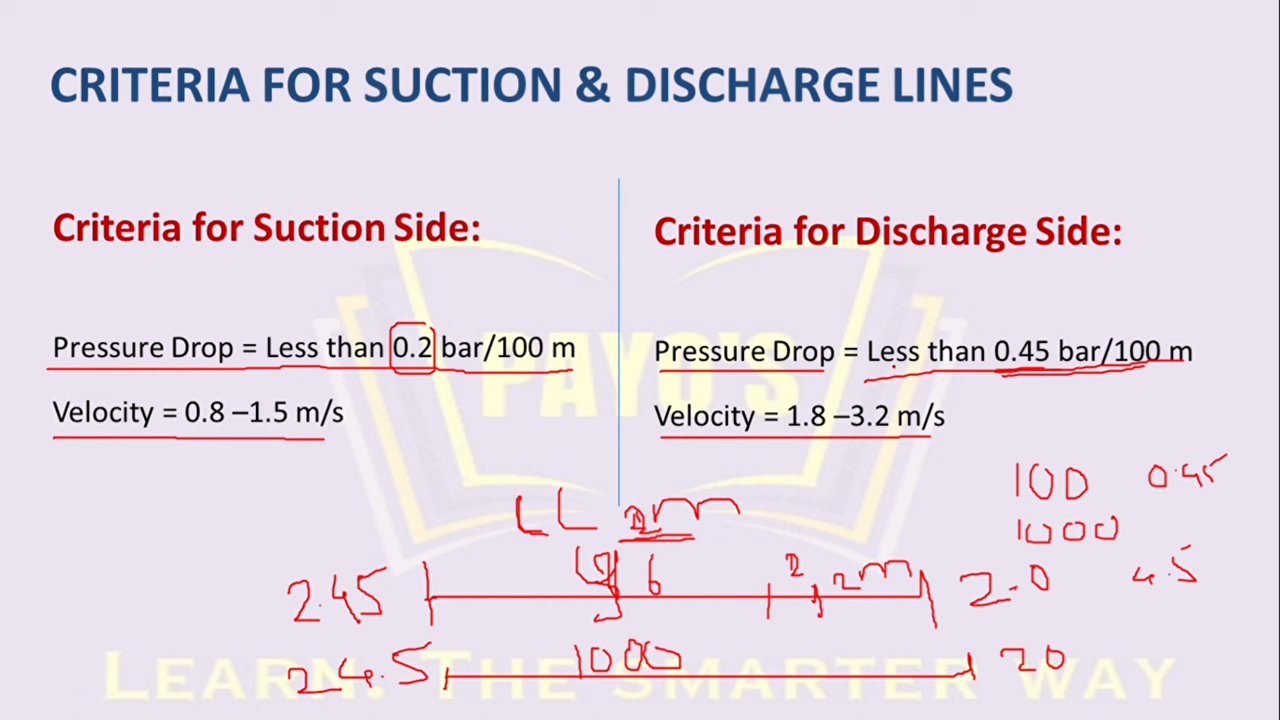 CRITERIA FOR SUCTION & DISCHARGE LINES
Criteria for Suction Side:
Pressure Drop = Less than 0.2 bar/100 m
Velocity = 0.8 –1.5 m/s
Criteria for Discharge Side:
Pressure Drop = Less than 0.45 bar/100 m
Velocity = 1.8 –3.2 m/s
PAYO'S
100 0.45
1000
4.5
2.45 2 2m 2.0
24.5 1000 20
LEARN: THE SMARTER WAY